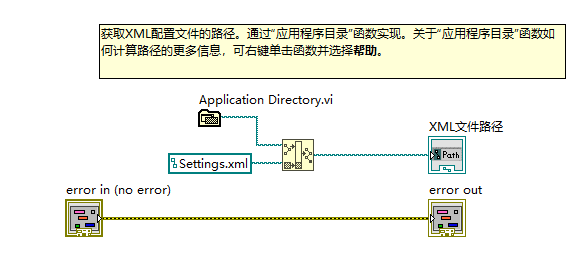 获取XML配置文件的路径。通过“应用程序目录”函数实现。关于“应用程序目录”函数如
何计算路径的更多信息，可右键单击函数并选择帮助。
Application Directory.vi
XML文件路径
Settings.xml
Path
error in (no error)
error out